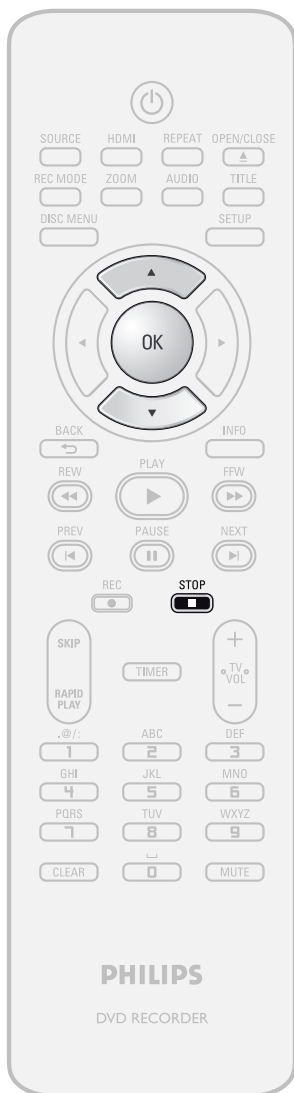 SOURCE HDMI REPEAT OPEN/CLOSE
REC MODE ZOOM AUDIO TITLE
DISC MENU SETUP
OK
BACK INFO
REW PLAY FFW
PREV PAUSE NEXT
REC STOP
SKIP
RAPID
PLAY
TIMER
+
TV
VOL
−
.@/: ABC DEF
1 2 3
GHI JKL MNO
4 5 6
PQRS TUV WXYZ
7 8 9
CLEAR 0 MUTE
PHILIPS
DVD RECORDER